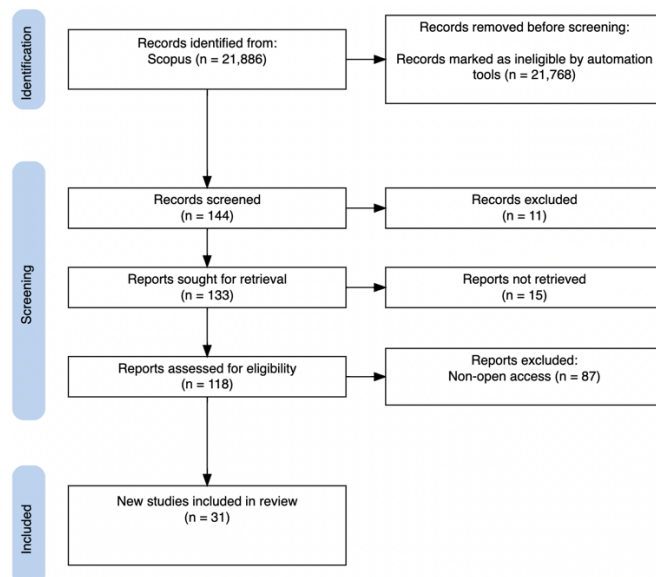 Identification
Records identified from:
Scopus (n = 21,886)
Records removed before screening:
Records marked as ineligible by automation
tools (n = 21,768)
Screening
Records screened
(n = 144)
Records excluded
(n = 11)
Reports sought for retrieval
(n = 133)
Reports not retrieved
(n = 15)
Reports assessed for eligibility
(n = 118)
Reports excluded:
Non-open access (n = 87)
Included
New studies included in review
(n = 31)